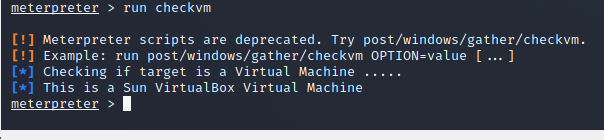 meterpreter > run checkvm
[!] Meterpreter scripts are deprecated. Try post/windows/gather/checkvm.
[!] Example: run post/windows/gather/checkvm OPTION=value [ ... ]
[*] Checking if target is a Virtual Machine .....
[*] This is a Sun VirtualBox Virtual Machine
meterpreter >